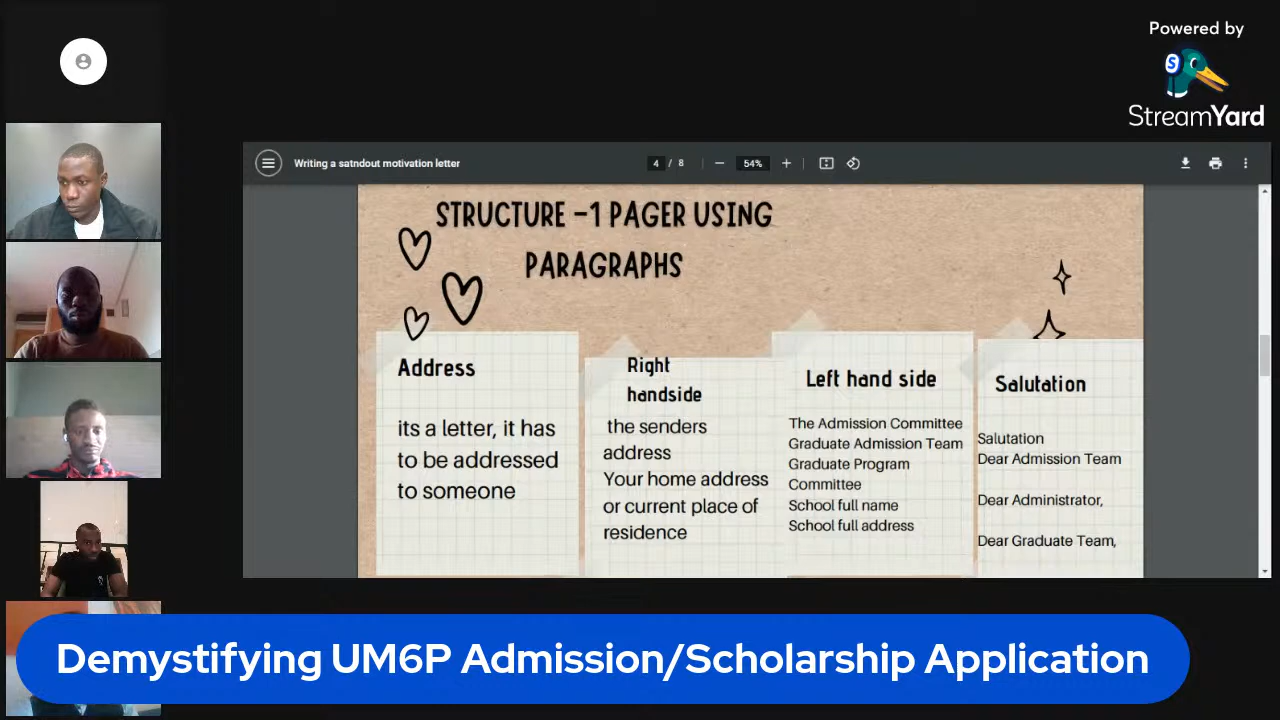 Powered by
S
StreamYard
Writing a satndout motivation letter
4 / 8
54%
STRUCTURE -1 PAGER USING
PARAGRAPHS
Address
its a letter, it has
to be addressed
to someone
Right
handside
the senders
address
Your home address
or current place of
residence
Left hand side
The Admission Committee
Graduate Admission Team
Graduate Program
Committee
School full name
School full address
Salutation
Salutation
Dear Admission Team
Dear Administrator,
Dear Graduate Team,
Demystifying UM6P Admission/Scholarship Application